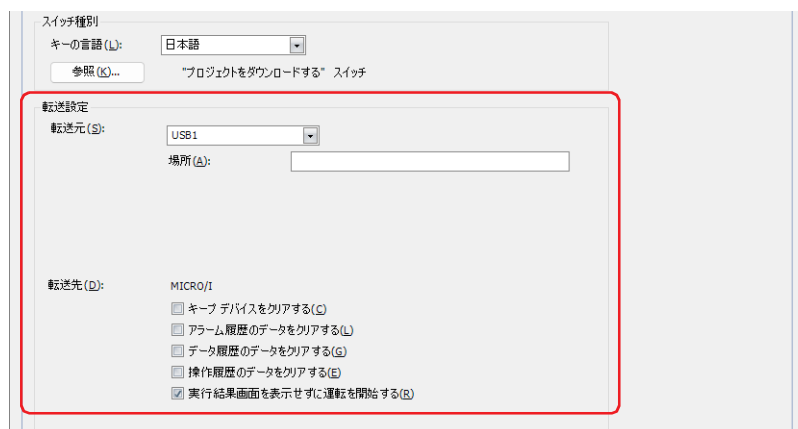 スイッチ種別
キーの言語(L): 日本語
参照(K)... "プロジェクトをダウンロードする" スイッチ
転送設定
転送元(S): USB1
場所(A):
転送先(D): MICRO/I
キープ デバイスをクリアする(C)
アラーム履歴のデータをクリアする(L)
データ履歴のデータをクリアする(G)
操作履歴のデータをクリアする(E)
実行結果画面を表示せずに運転を開始する(R)